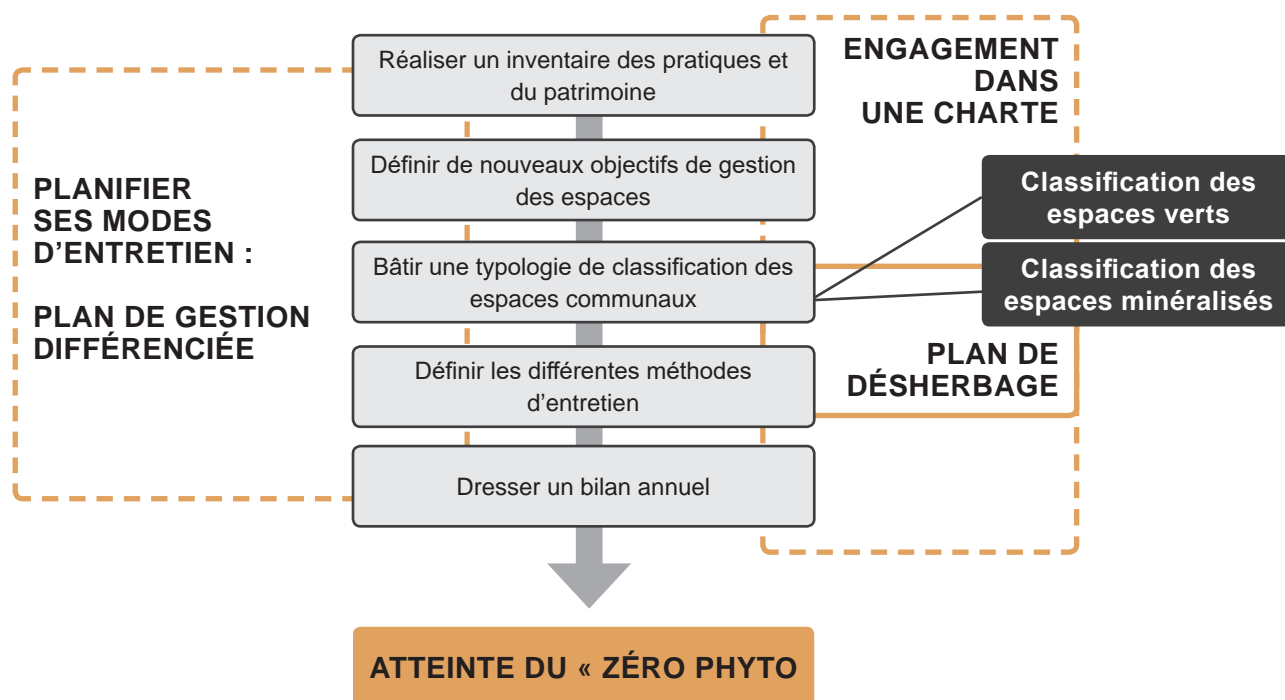 Réaliser un inventaire des pratiques et
du patrimoine
ENGAGEMENT
DANS
UNE CHARTE
PLANIFIER
SES MODES
D’ENTRETIEN :
PLAN DE GESTION
DIFFÉRENCIÉE
Définir de nouveaux objectifs de gestion
des espaces
Classification des
espaces verts
Bâtir une typologie de classification des
espaces communaux
Classification des
espaces minéralisés
Définir les différentes méthodes
d’entretien
PLAN DE
DÉSHERBAGE
Dresser un bilan annuel
ATTEINTE DU « ZÉRO PHYTO